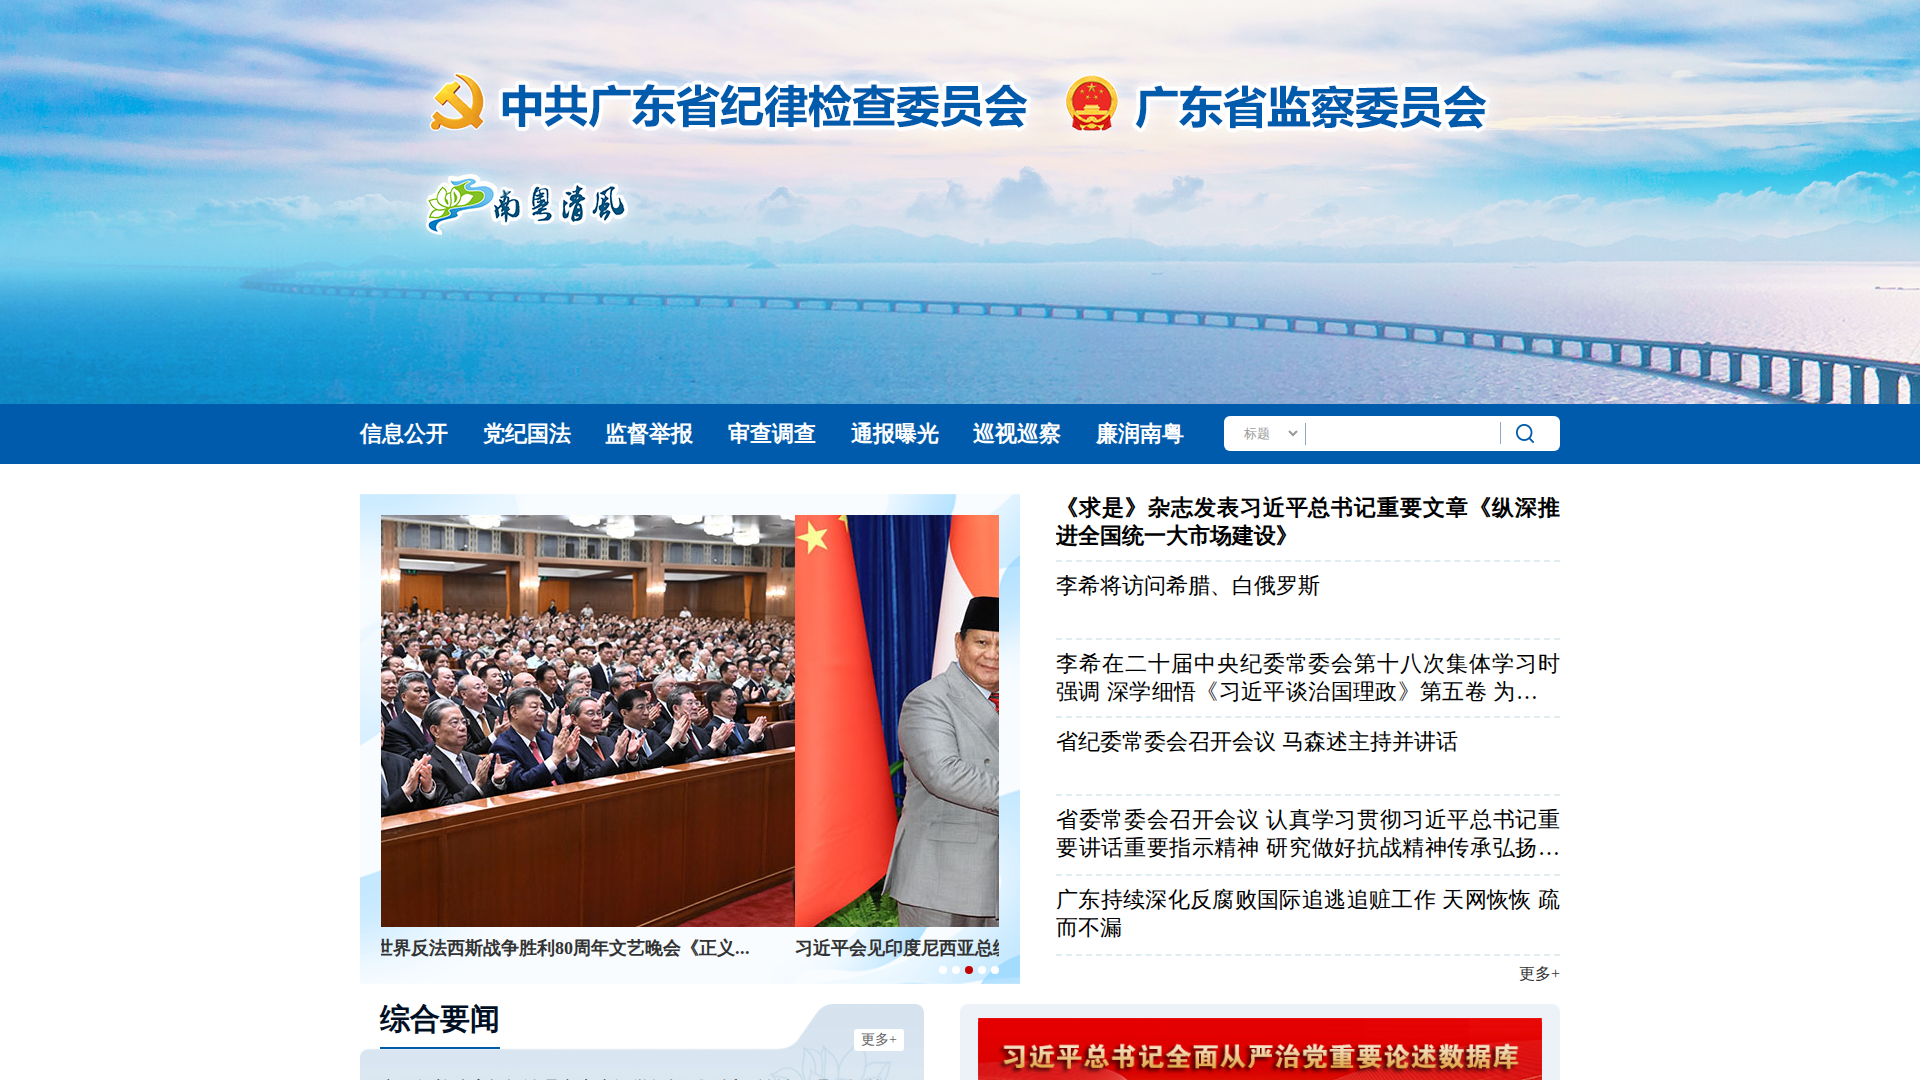 中共广东省纪律检查委员会 广东省监察委员会
南粤清風
信息公开 党纪国法 监督举报 审查调查 通报曝光 巡视巡察 廉润南粤 标题
《求是》杂志发表习近平总书记重要文章《纵深推
进全国统一大市场建设》
李希将访问希腊、白俄罗斯
李希在二十届中央纪委常委会第十八次集体学习时
强调 深学细悟《习近平谈治国理政》第五卷 为…
省纪委常委会召开会议 马森述主持并讲话
省委常委会召开会议 认真学习贯彻习近平总书记重
要讲话重要指示精神 研究做好抗战精神传承弘扬…
广东持续深化反腐败国际追逃追赃工作 天网恢恢 疏
而不漏
更多+
世界反法西斯战争胜利80周年文艺晚会《正义...
习近平会见印度尼西亚总统
综合要闻
更多+
习近平总书记全面从严治党重要论述数据库